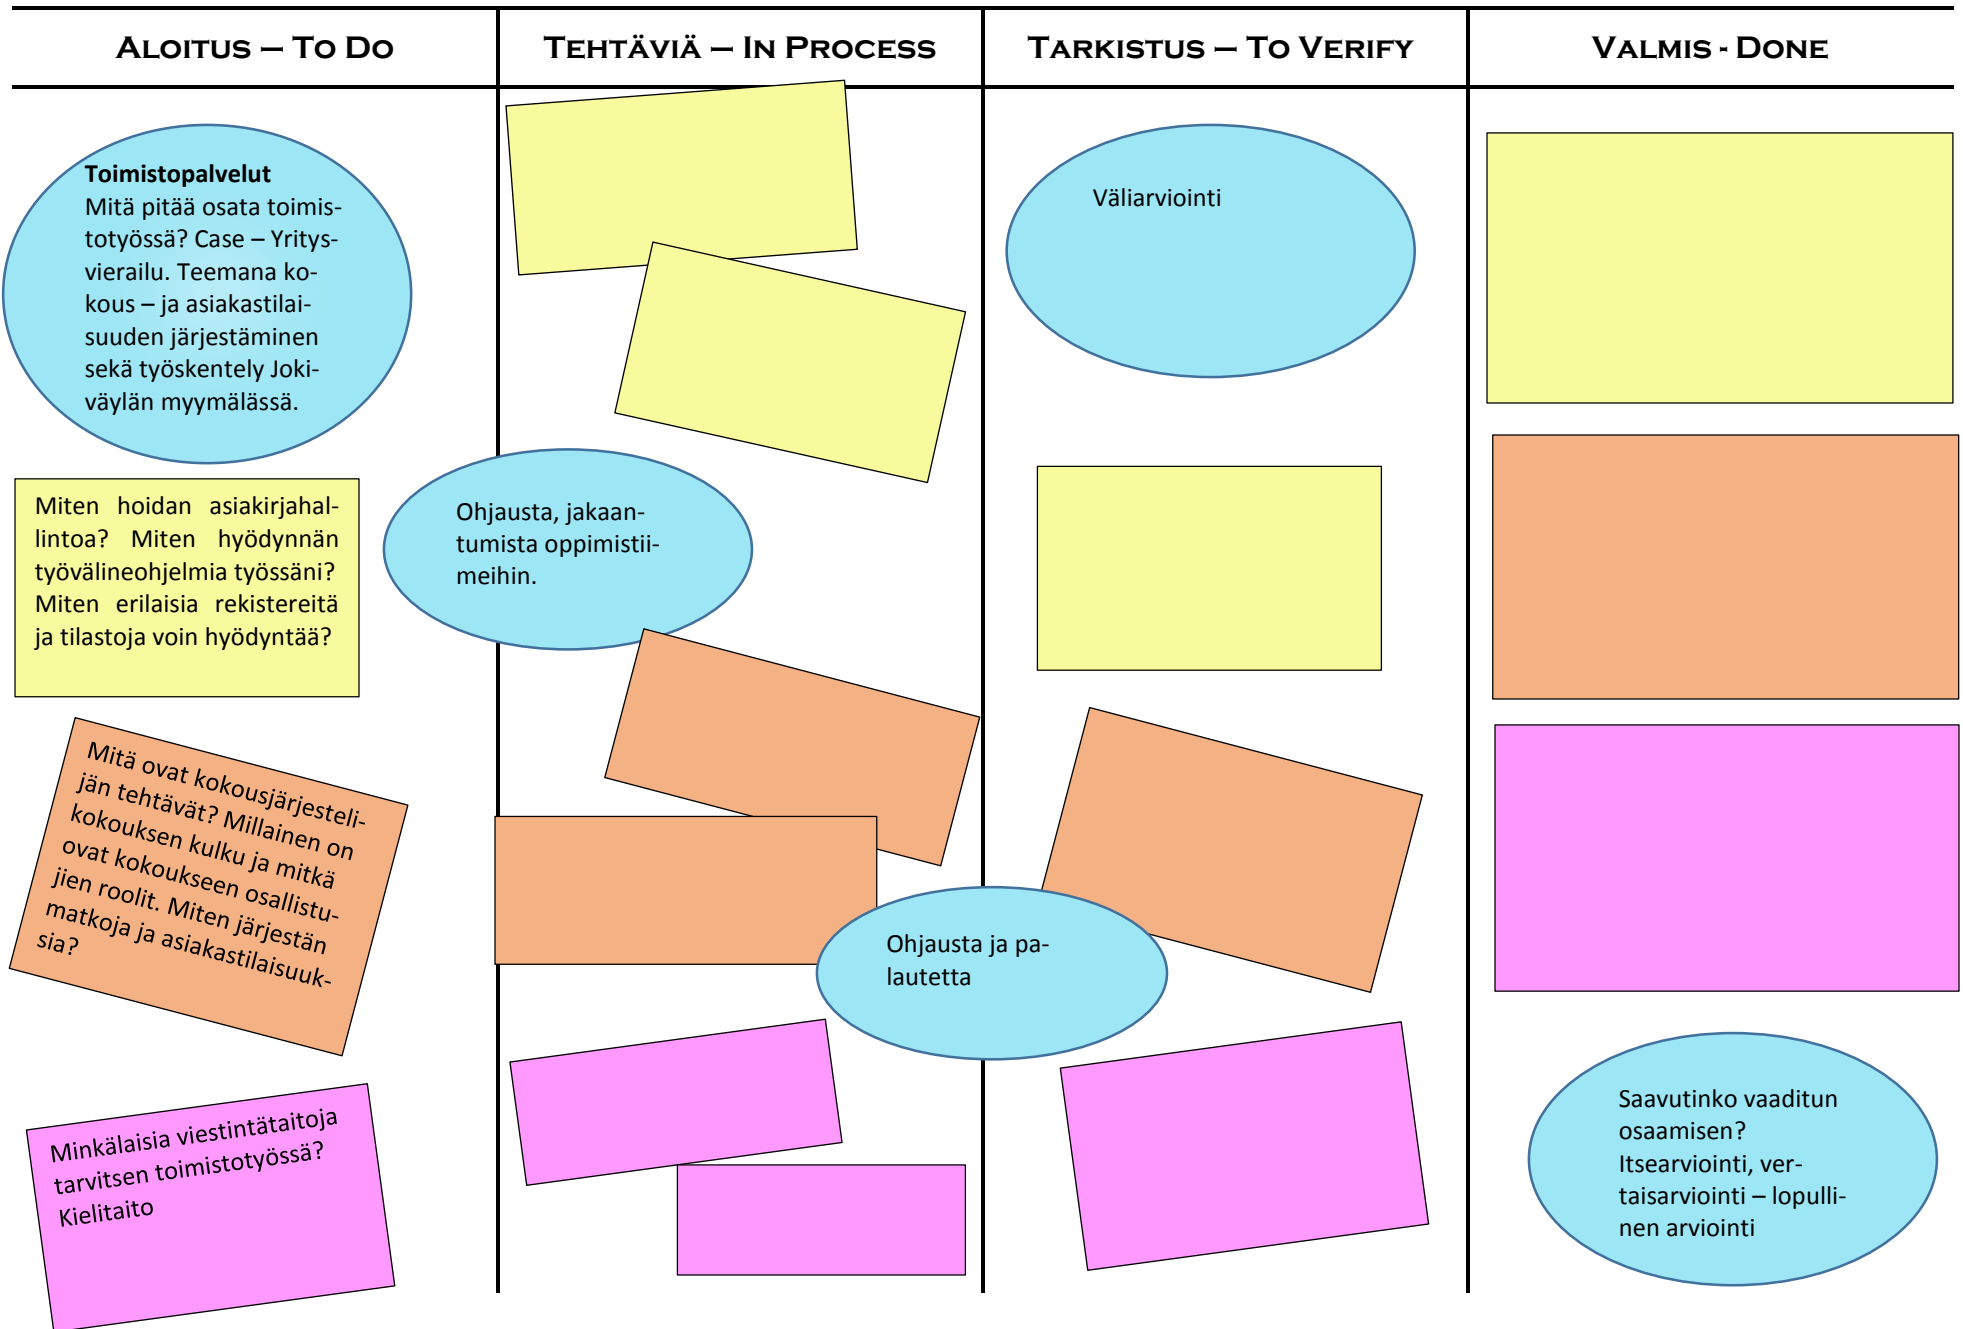 ALOITUS – TO DO
TEHTÄVIÄ – IN PROCESS
TARKISTUS – TO VERIFY
VALMIS - DONE
Toimistopalvelut
Mitä pitää osata toimis-
totyössä? Case – Yritys-
vierailu. Teemana ko-
kous – ja asiakastilai-
suuden järjestäminen
sekä työskentely Joki-
väylän myymälässä.
Miten hoidan asiakirjahal-
lintoa? Miten hyödynnän
työvälineohjelmia työssäni?
Miten erilaisia rekistereitä
ja tilastoja voin hyödyntää?
Mitä ovat kokousjärjesteli-
jän tehtävät? Millainen on
kokouksen kulku ja mitkä
ovat kokoukseen osallistu-
jien roolit. Miten järjestän
matkoja ja asiakastilaisuuk-
sia?
Minkälaisia viestintätaitoja
tarvitsen toimistotyössä?
Kielitaito
Ohjausta, jakaan-
tumista oppimistii-
meihin.
Ohjausta ja pa-
lautetta
Väliarviointi
Saavutinko vaaditun
osaamisen?
Itsearviointi, ver-
taisarviointi – lopulli-
nen arviointi